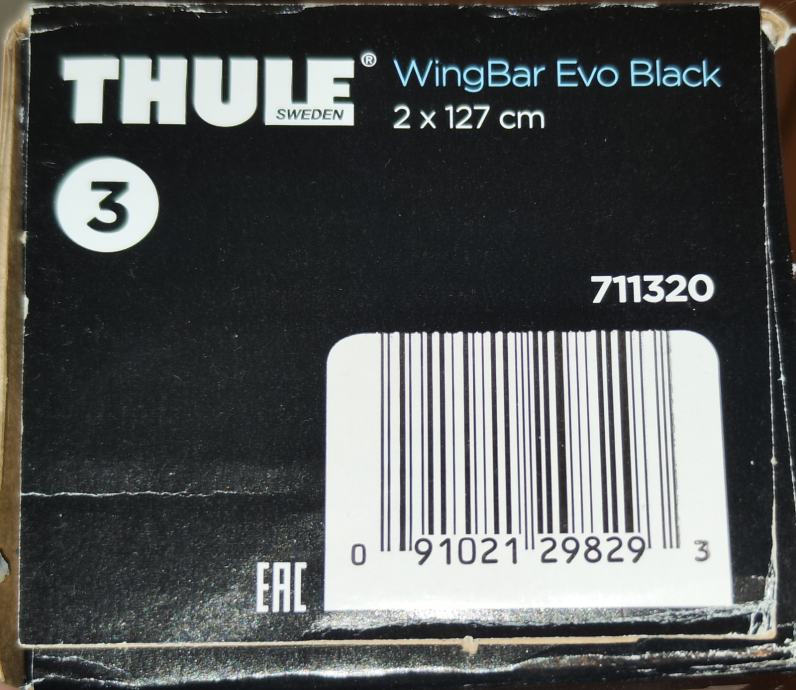 THULE® WingBar Evo Black
SWEDEN 2 x 127 cm
3
711320
0 91021 29829 3
EAC